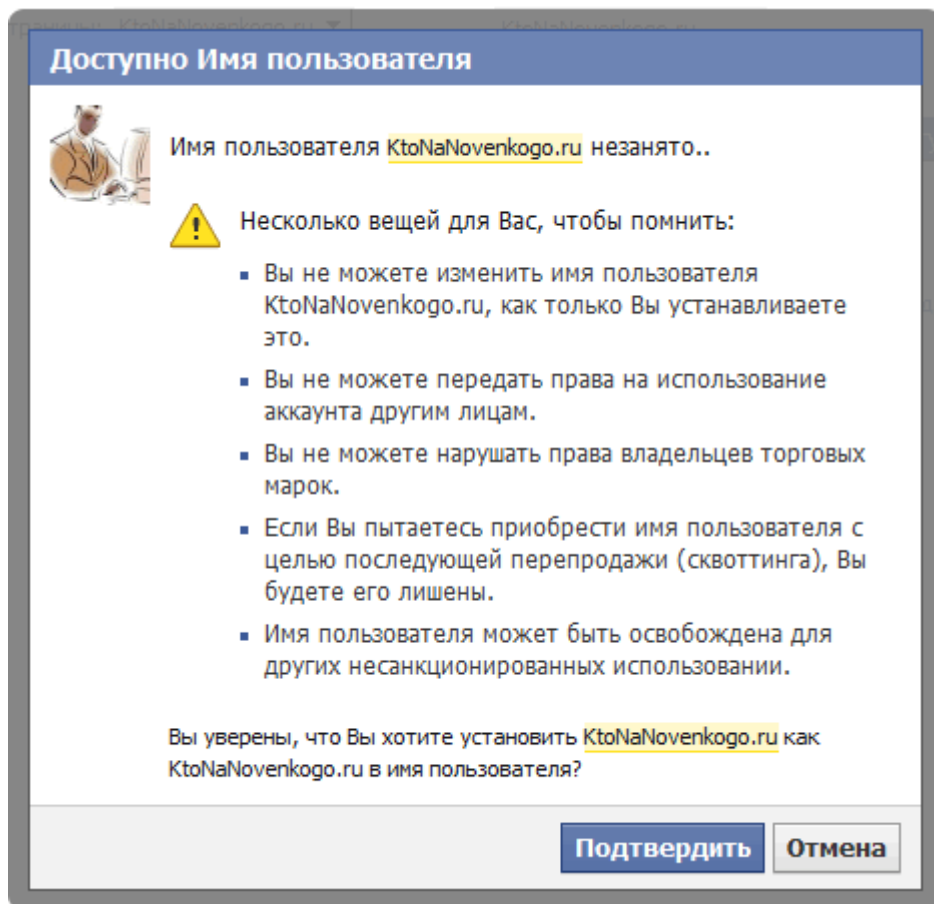 KtoNaNovenkogo.ru
KtoNaNovenkogo.ru
Доступно Имя пользователя
Имя пользователя KtoNaNovenkogo.ru незанято..
Несколько вещей для Вас, чтобы помнить:
Вы не можете изменить имя пользователя
KtoNaNovenkogo.ru, как только Вы устанавливаете
это.
Вы не можете передать права на использование
аккаунта другим лицам.
Вы не можете нарушать права владельцев торговых
марок.
Если Вы пытаетесь приобрести имя пользователя с
целью последующей перепродажи (сквоттинга), Вы
будете его лишены.
Имя пользователя может быть освобождена для
других несанкционированных использовании.
Вы уверены, что Вы хотите установить KtoNaNovenkogo.ru как
KtoNaNovenkogo.ru в имя пользователя?
Подтвердить Отмена